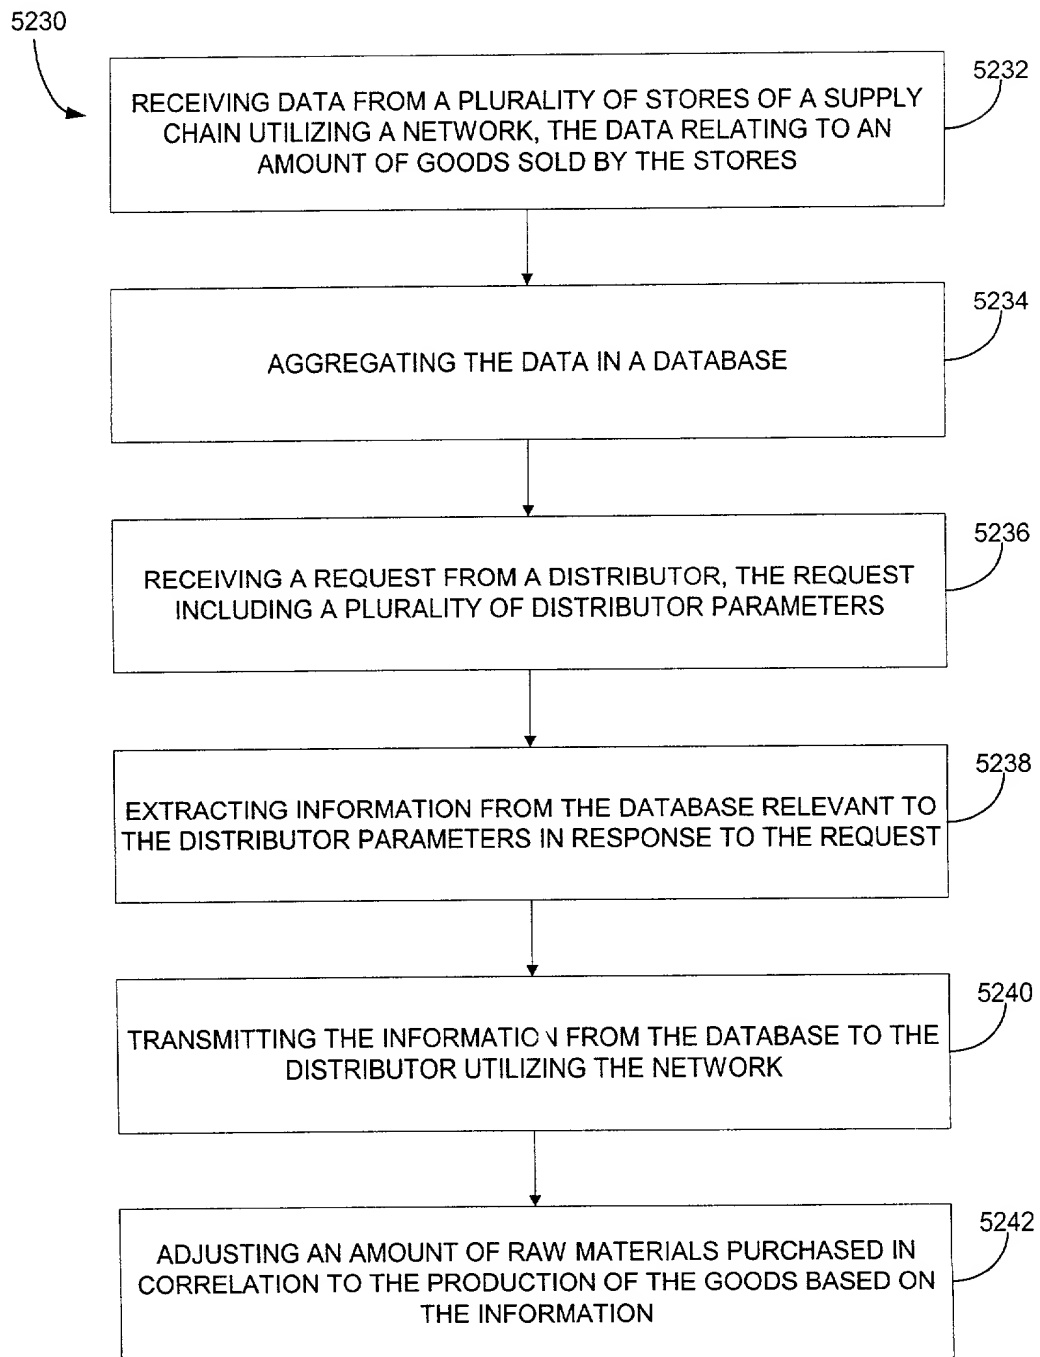 5230
5232
RECEIVING DATA FROM A PLURALITY OF STORES OF A SUPPLY
CHAIN UTILIZING A NETWORK, THE DATA RELATING TO AN
AMOUNT OF GOODS SOLD BY THE STORES
5234
AGGREGATING THE DATA IN A DATABASE
5236
RECEIVING A REQUEST FROM A DISTRIBUTOR, THE REQUEST
INCLUDING A PLURALITY OF DISTRIBUTOR PARAMETERS
5238
EXTRACTING INFORMATION FROM THE DATABASE RELEVANT TO
THE DISTRIBUTOR PARAMETERS IN RESPONSE TO THE REQUEST
5240
TRANSMITTING THE INFORMATION FROM THE DATABASE TO THE
DISTRIBUTOR UTILIZING THE NETWORK
5242
ADJUSTING AN AMOUNT OF RAW MATERIALS PURCHASED IN
CORRELATION TO THE PRODUCTION OF THE GOODS BASED ON
THE INFORMATION